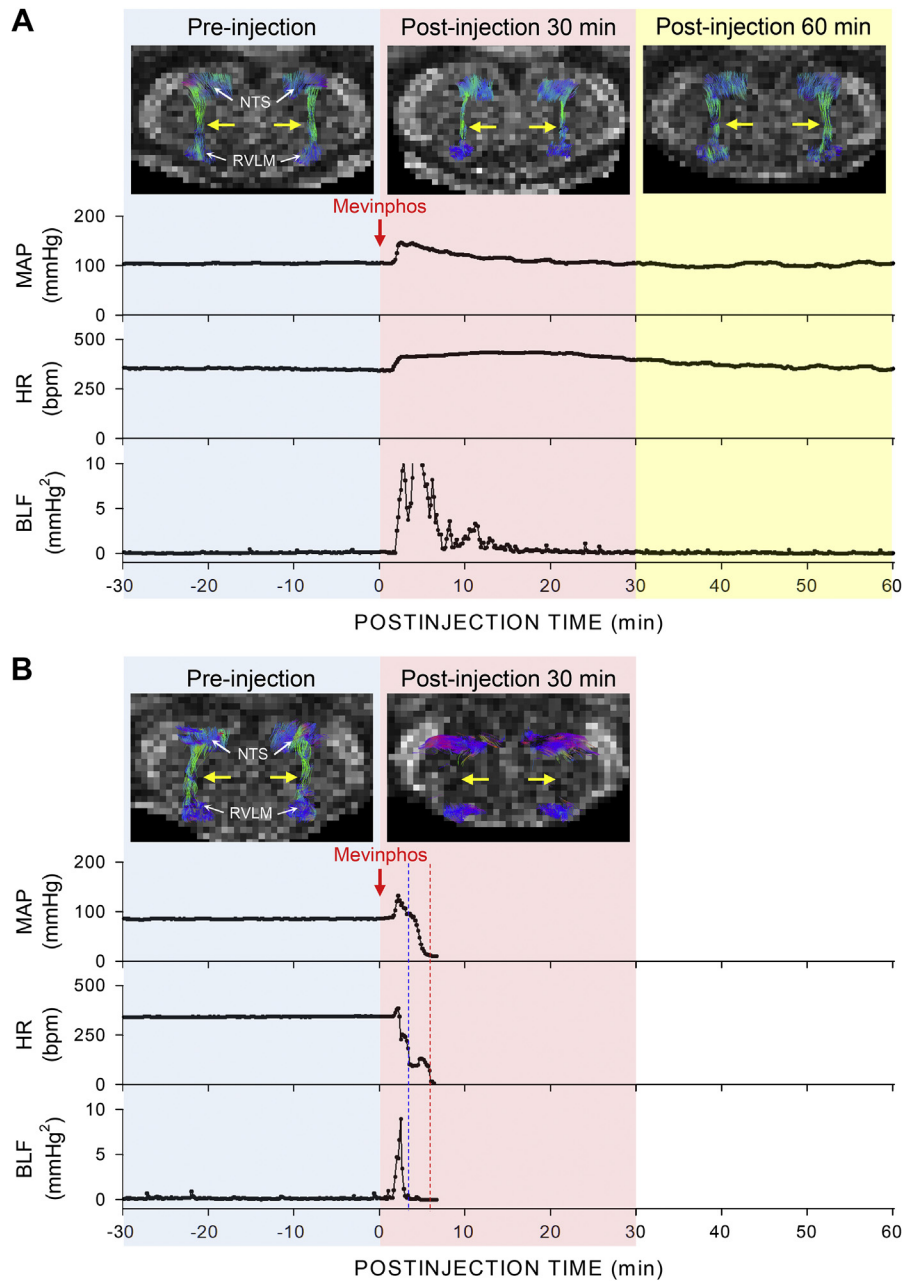 A
Pre-injection
Post-injection 30 min
Post-injection 60 min
NTS
RVLM
Mevinphos
200
100
0
MAP
(mmHg)
500
250
0
HR
(bpm)
10
5
0
BLF
(mmHg²)
-30 -20 -10 0 10 20 30 40 50 60
POSTINJECTION TIME (min)
B
Pre-injection
Post-injection 30 min
NTS
RVLM
Mevinphos
200
100
0
MAP
(mmHg)
500
250
0
HR
(bpm)
10
5
0
BLF
(mmHg²)
-30 -20 -10 0 10 20 30 40 50 60
POSTINJECTION TIME (min)